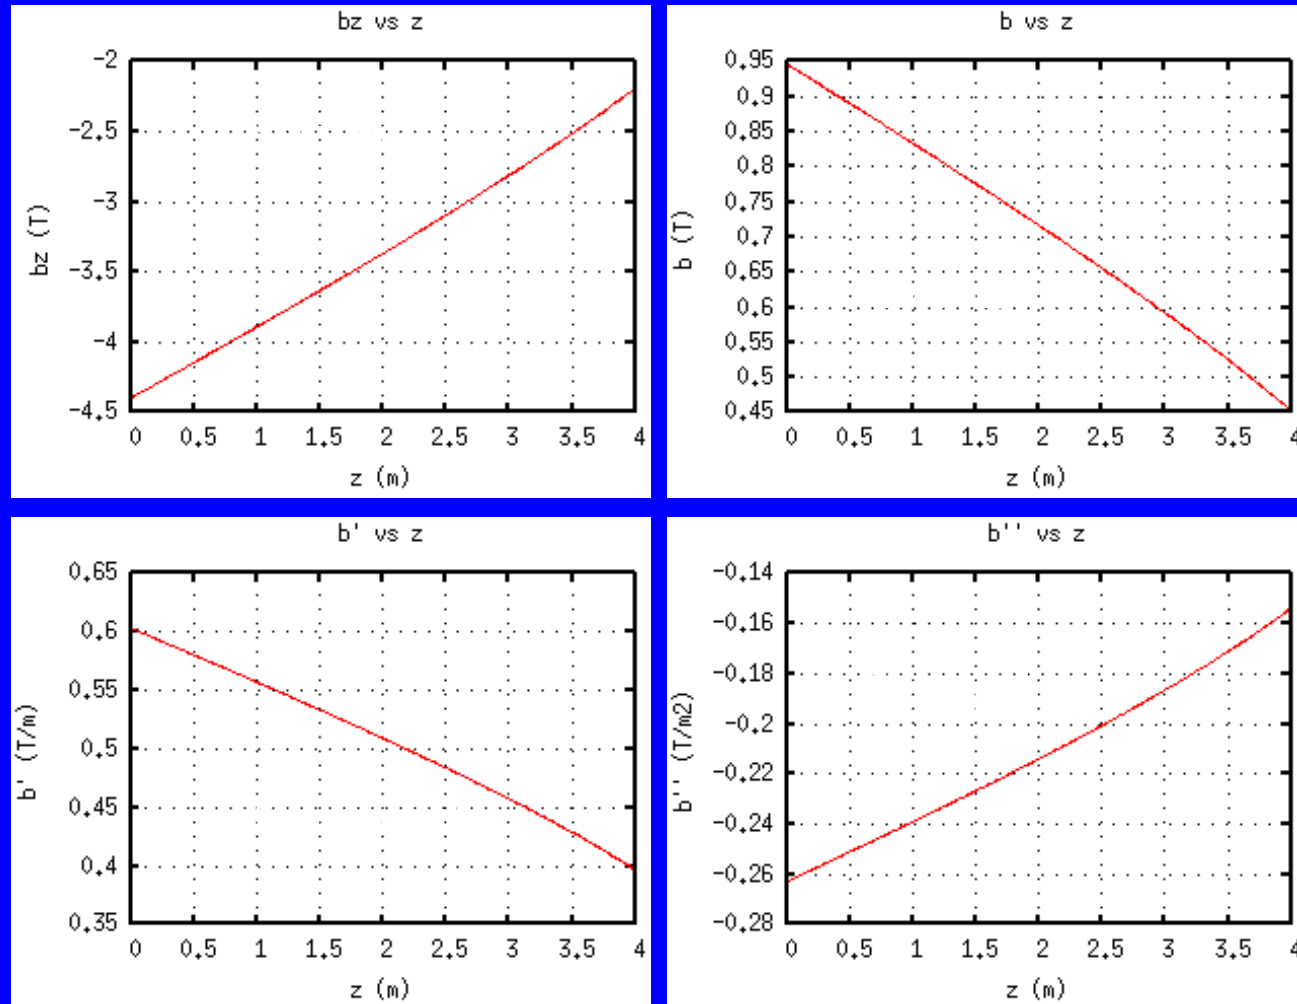 bz vs z
-2
-2.5
-3
-3.5
-4
-4.5
bz (T)
0 0.5 1 1.5 2 2.5 3 3.5 4
z (m)
b vs z
0.95
0.9
0.85
0.8
0.75
0.7
0.65
0.6
0.55
0.5
0.45
b (T)
0 0.5 1 1.5 2 2.5 3 3.5 4
z (m)
b' vs z
0.65
0.6
0.55
0.5
0.45
0.4
0.35
b' (T/m)
0 0.5 1 1.5 2 2.5 3 3.5 4
z (m)
b'' vs z
-0.14
-0.16
-0.18
-0.2
-0.22
-0.24
-0.26
-0.28
b'' (T/m2)
0 0.5 1 1.5 2 2.5 3 3.5 4
z (m)